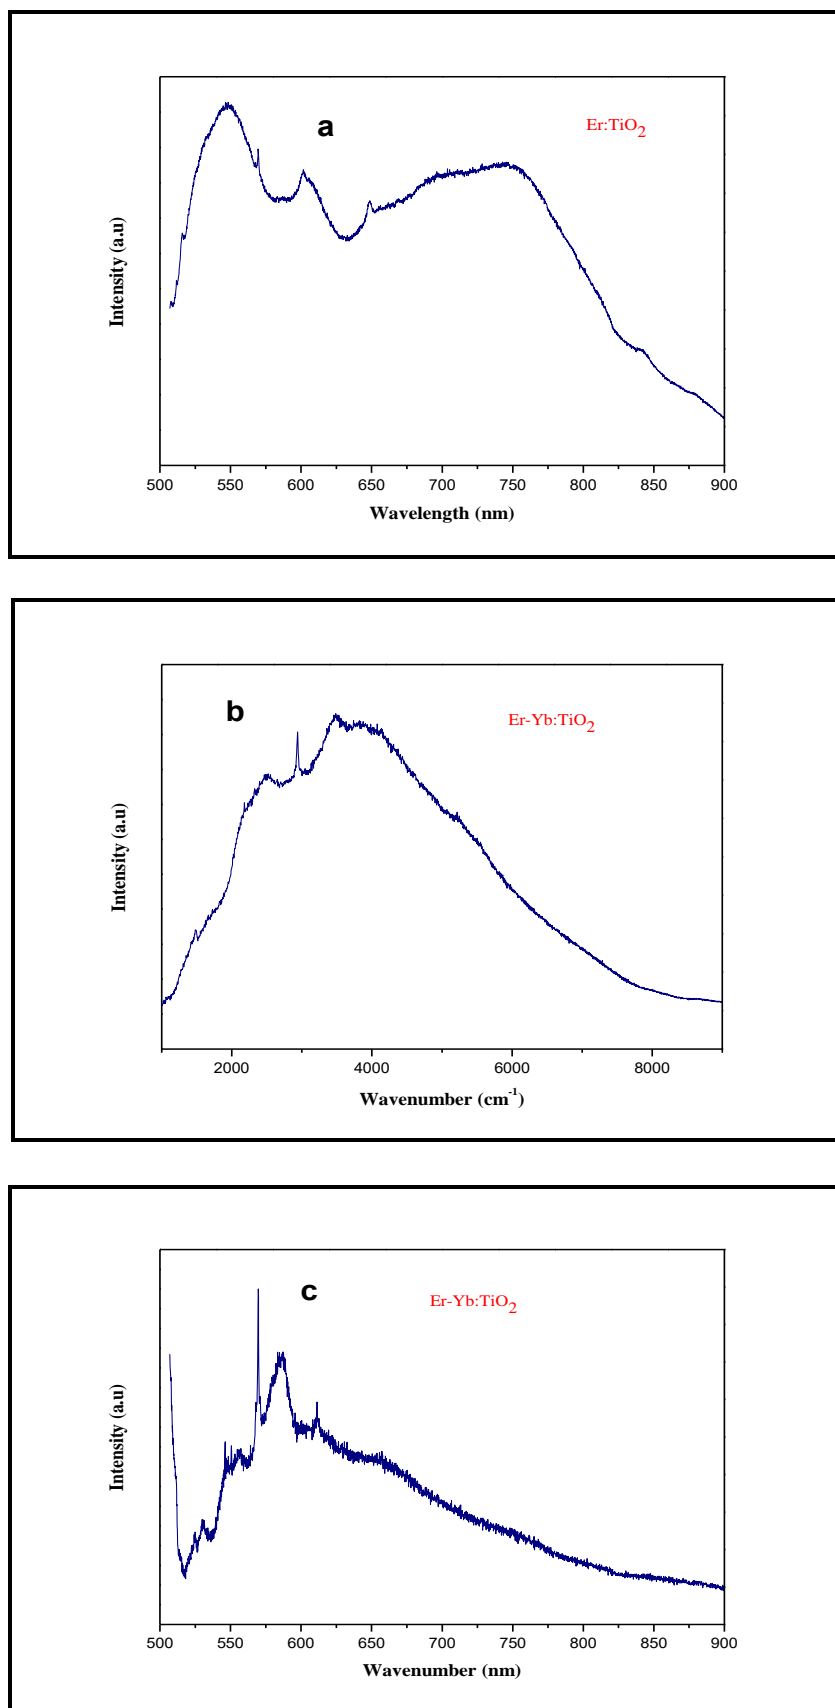 a
Er:TiO2
Intensity (a.u)
500 550 600 650 700 750 800 850 900
Wavelength (nm)
b
Er-Yb:TiO2
Intensity (a.u)
2000 4000 6000 8000
Wavenumber (cm-1)
c
Er-Yb:TiO2
Intensity (a.u)
500 550 600 650 700 750 800 850 900
Wavenumber (nm)